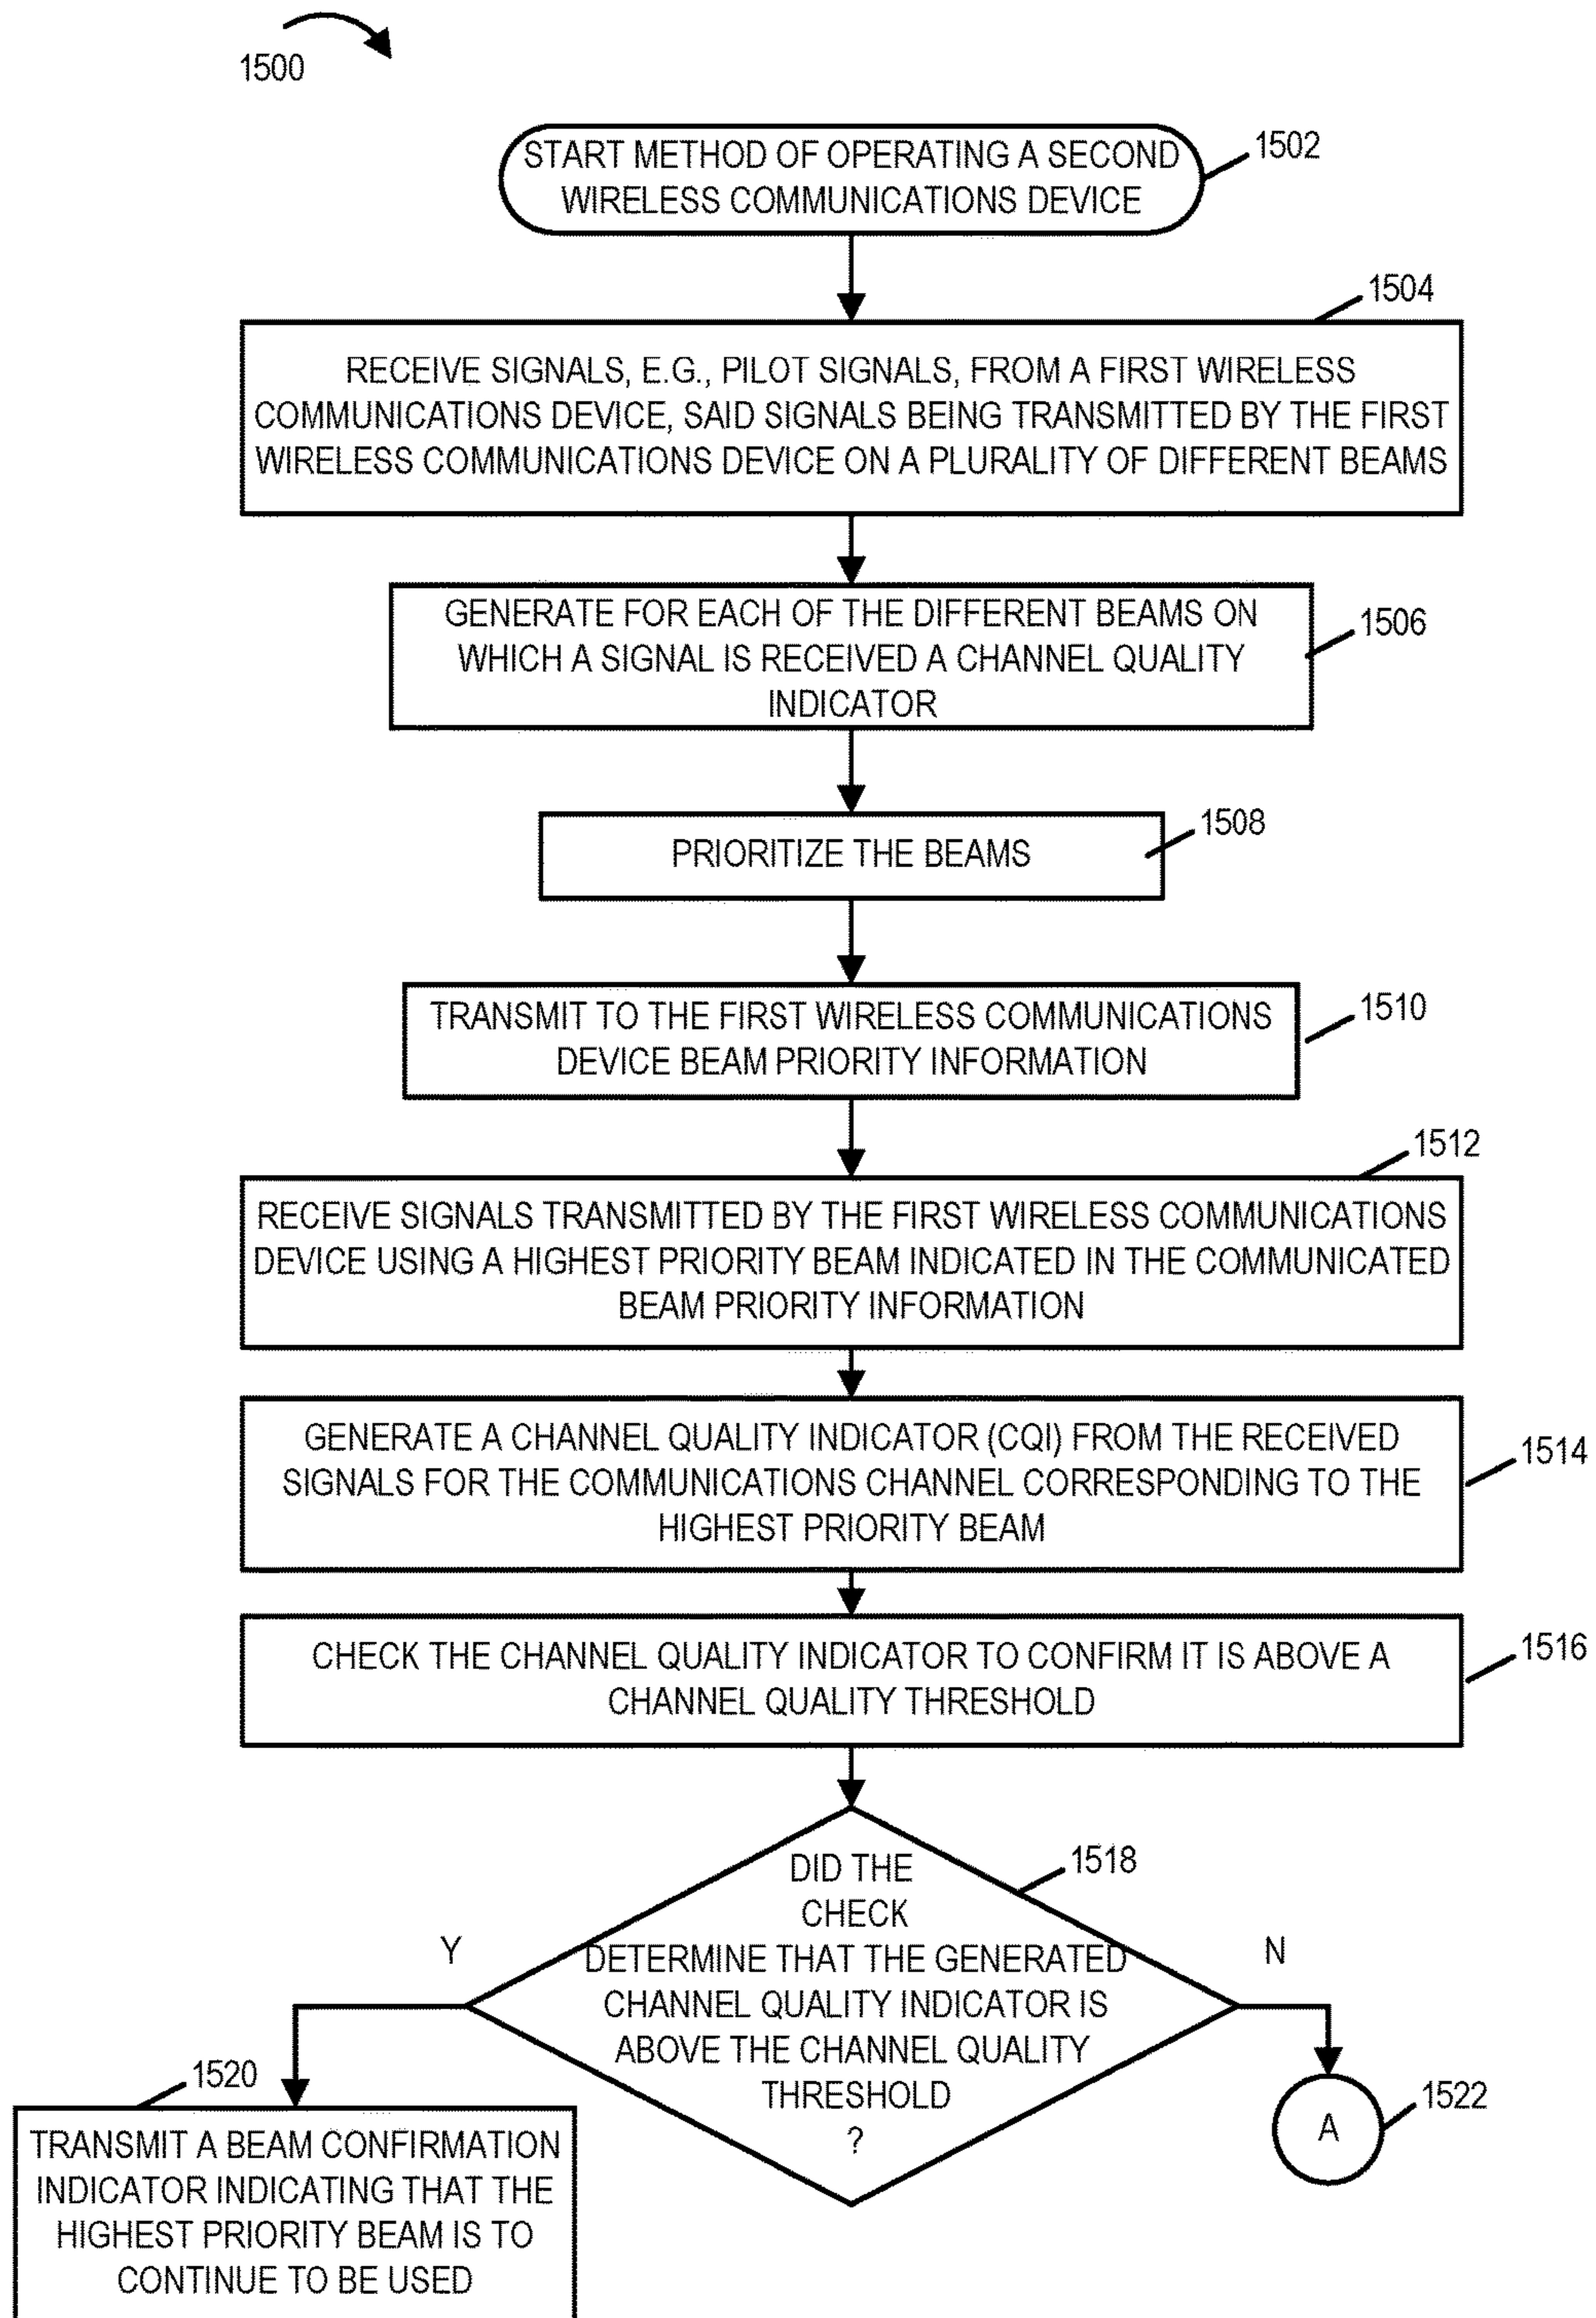 1500
START METHOD OF OPERATING A SECOND
WIRELESS COMMUNICATIONS DEVICE
1502
1504
RECEIVE SIGNALS, E.G., PILOT SIGNALS, FROM A FIRST WIRELESS
COMMUNICATIONS DEVICE, SAID SIGNALS BEING TRANSMITTED BY THE FIRST
WIRELESS COMMUNICATIONS DEVICE ON A PLURALITY OF DIFFERENT BEAMS
GENERATE FOR EACH OF THE DIFFERENT BEAMS ON
WHICH A SIGNAL IS RECEIVED A CHANNEL QUALITY
INDICATOR
1506
PRIORITIZE THE BEAMS
1508
TRANSMIT TO THE FIRST WIRELESS COMMUNICATIONS
DEVICE BEAM PRIORITY INFORMATION
1510
1512
RECEIVE SIGNALS TRANSMITTED BY THE FIRST WIRELESS COMMUNICATIONS
DEVICE USING A HIGHEST PRIORITY BEAM INDICATED IN THE COMMUNICATED
BEAM PRIORITY INFORMATION
GENERATE A CHANNEL QUALITY INDICATOR (CQI) FROM THE RECEIVED
SIGNALS FOR THE COMMUNICATIONS CHANNEL CORRESPONDING TO THE
HIGHEST PRIORITY BEAM
1514
CHECK THE CHANNEL QUALITY INDICATOR TO CONFIRM IT IS ABOVE A
CHANNEL QUALITY THRESHOLD
1516
DID THE
CHECK
DETERMINE THAT THE GENERATED
CHANNEL QUALITY INDICATOR IS
ABOVE THE CHANNEL QUALITY
THRESHOLD
?
1518
Y
N
1520
TRANSMIT A BEAM CONFIRMATION
INDICATOR INDICATING THAT THE
HIGHEST PRIORITY BEAM IS TO
CONTINUE TO BE USED
A
1522